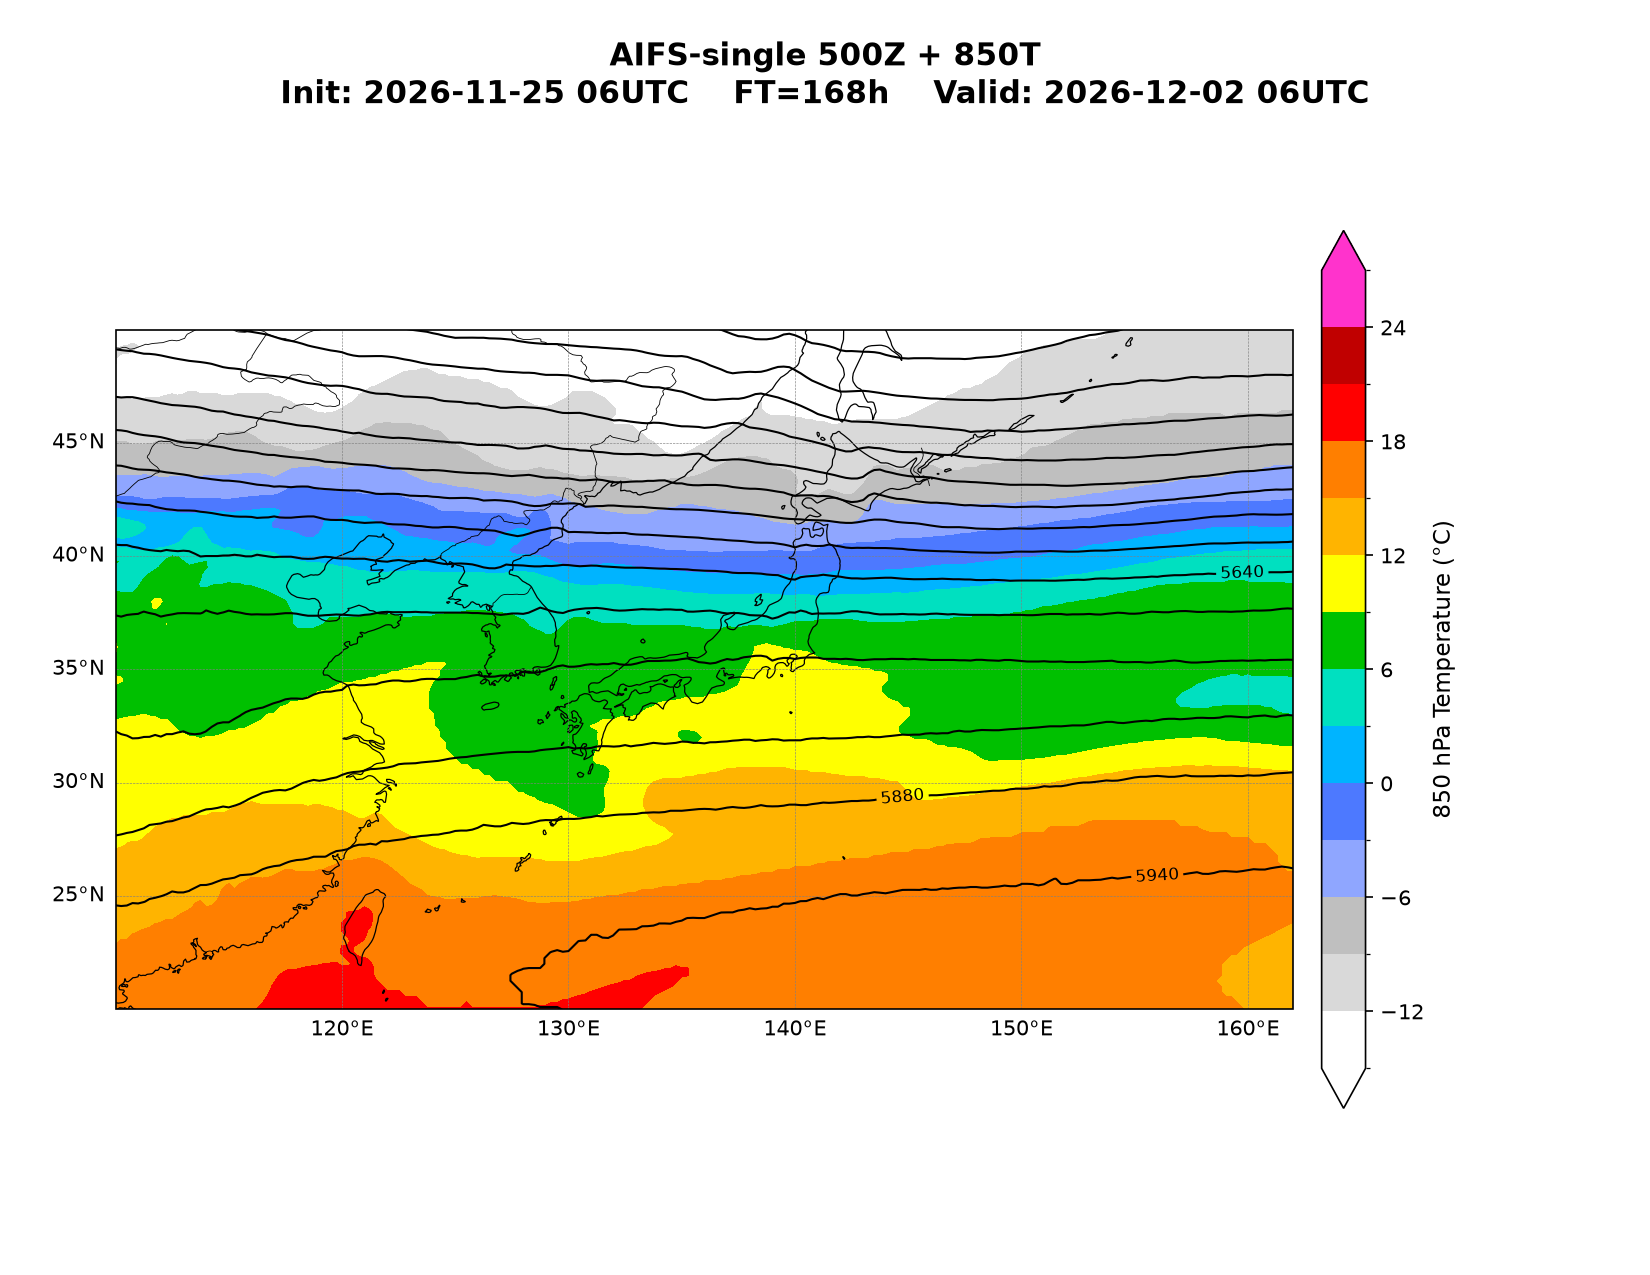 AIFS-single 500Z + 850T
Init: 2026-11-25 06UTC    FT=168h    Valid: 2026-12-02 06UTC
24
18
12
6
0
−6
−12
850 hPa Temperature (°C)
45°N
40°N
35°N
30°N
25°N
5640
5880
5940
120°E
130°E
140°E
150°E
160°E